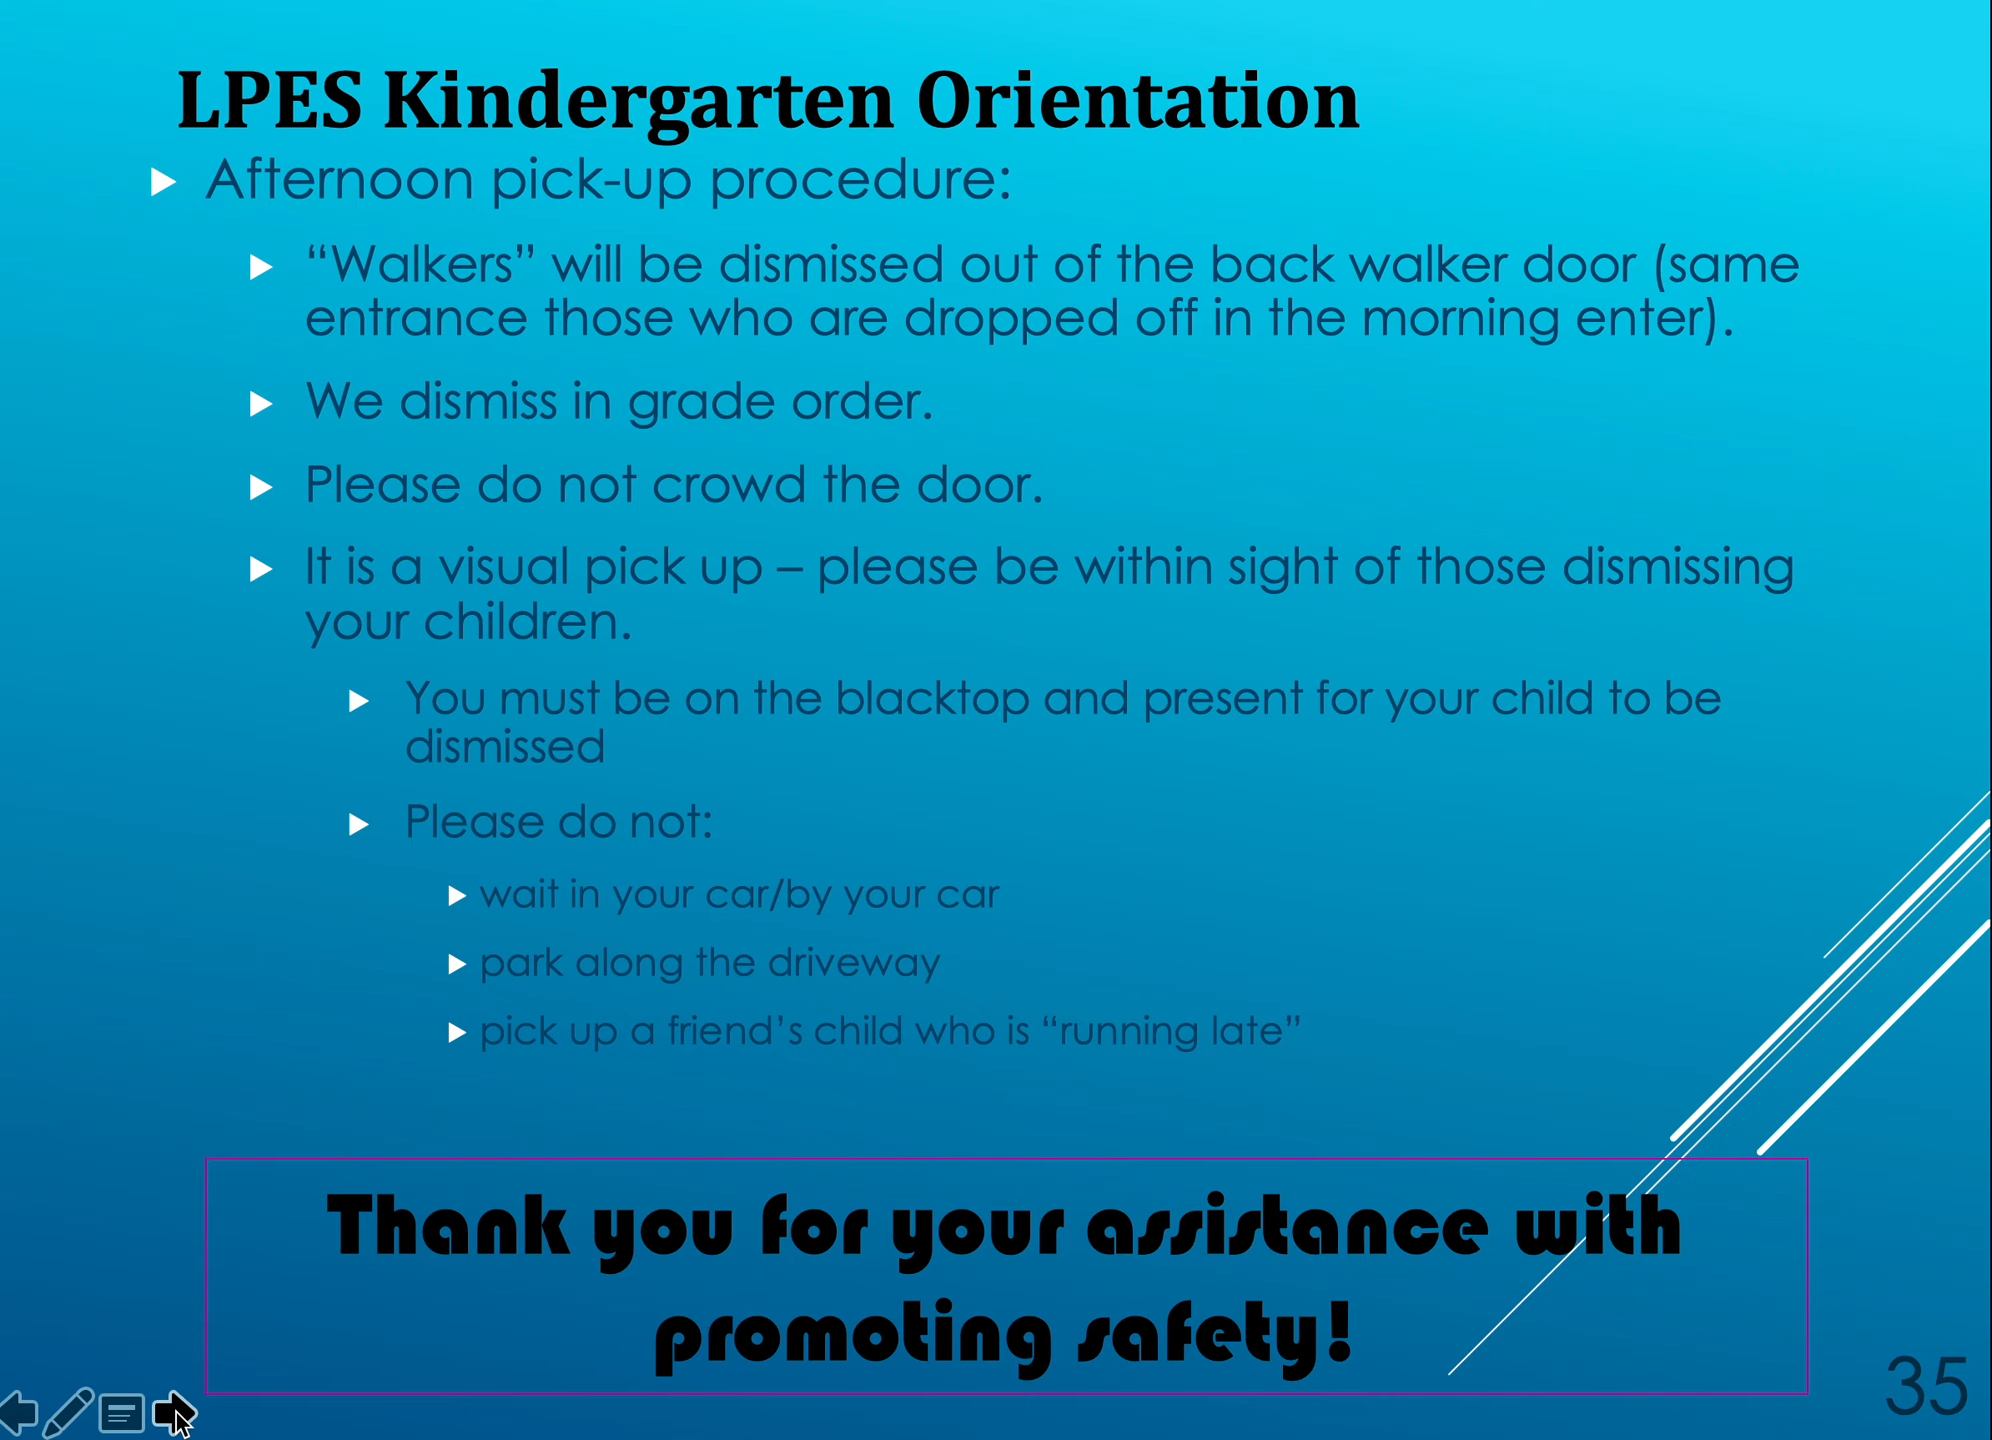 LPES Kindergarten Orientation
Afternoon pick-up procedure:
“Walkers” will be dismissed out of the back walker door (same
entrance those who are dropped off in the morning enter).
We dismiss in grade order.
Please do not crowd the door.
It is a visual pick up – please be within sight of those dismissing
your children.
You must be on the blacktop and present for your child to be
dismissed
Please do not:
wait in your car/by your car
park along the driveway
pick up a friend’s child who is “running late”
Thank you for your assistance with
promoting safety!
35